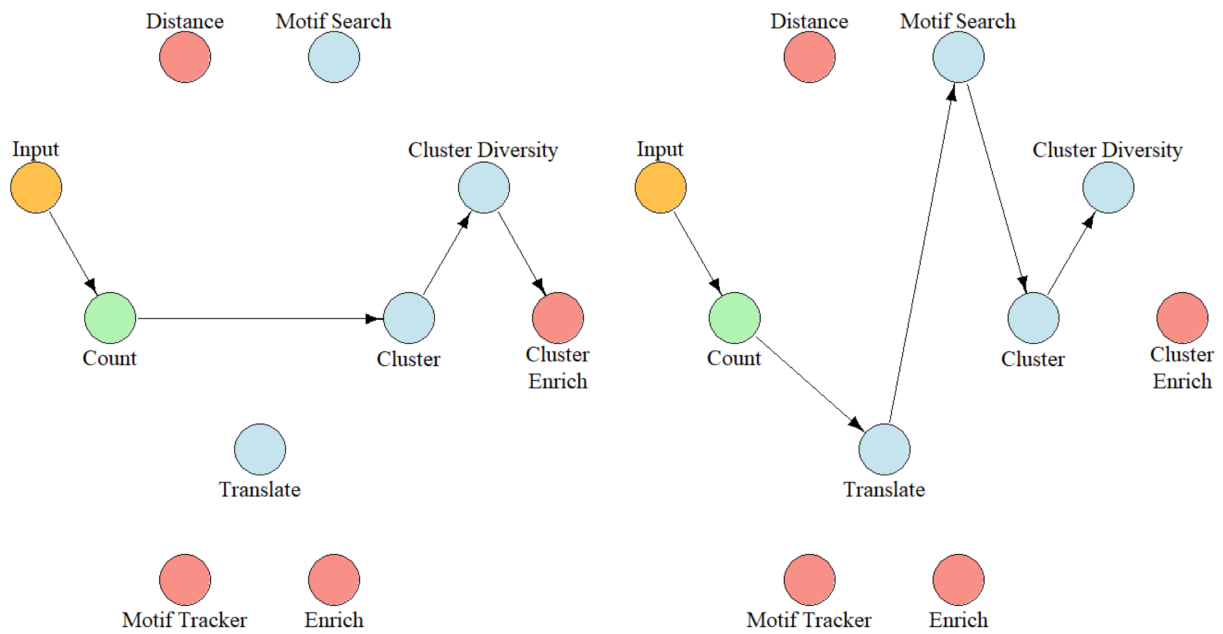 Distance
Motif Search
Input
Cluster Diversity
Count
Cluster
Cluster
Enrich
Translate
Motif Tracker
Enrich
Distance
Motif Search
Input
Cluster Diversity
Count
Cluster
Cluster
Enrich
Translate
Motif Tracker
Enrich